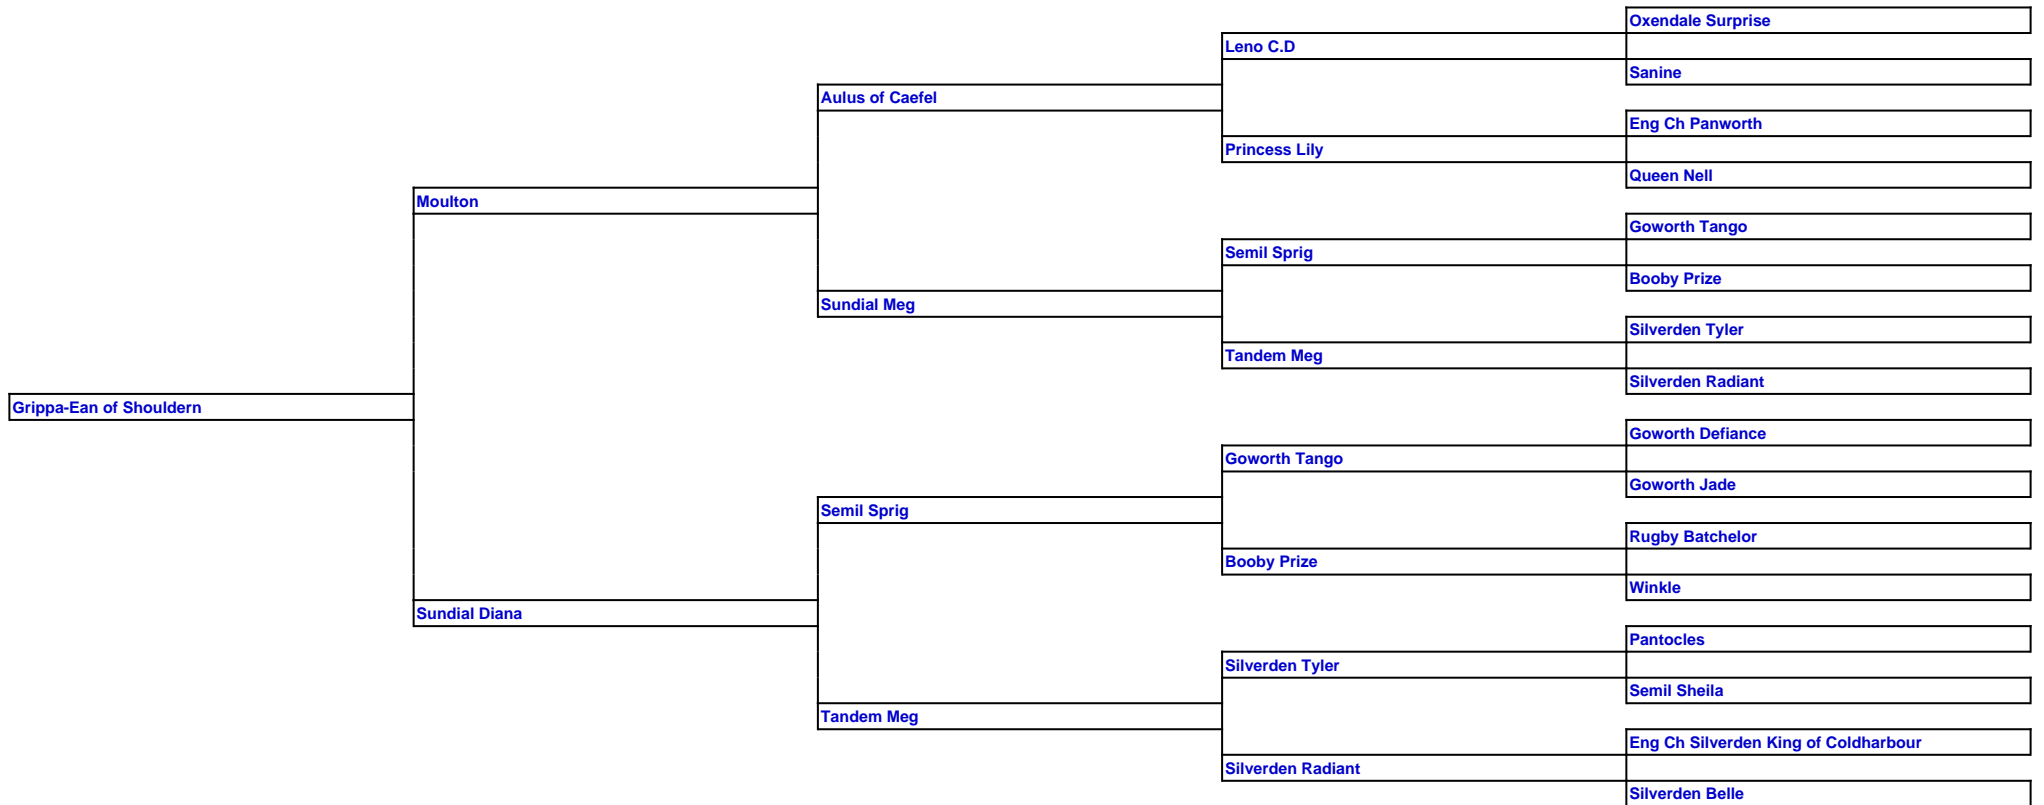 Oxendale Surprise
Leno C.D
Sanine
Aulus of Caefel
Eng Ch Panworth
Princess Lily
Queen Nell
Moulton
Goworth Tango
Semil Sprig
Booby Prize
Sundial Meg
Silverden Tyler
Tandem Meg
Silverden Radiant
Grippa-Ean of Shouldern
Goworth Defiance
Goworth Tango
Goworth Jade
Semil Sprig
Rugby Batchelor
Booby Prize
Winkle
Sundial Diana
Pantocles
Silverden Tyler
Semil Sheila
Tandem Meg
Eng Ch Silverden King of Coldharbour
Silverden Radiant
Silverden Belle